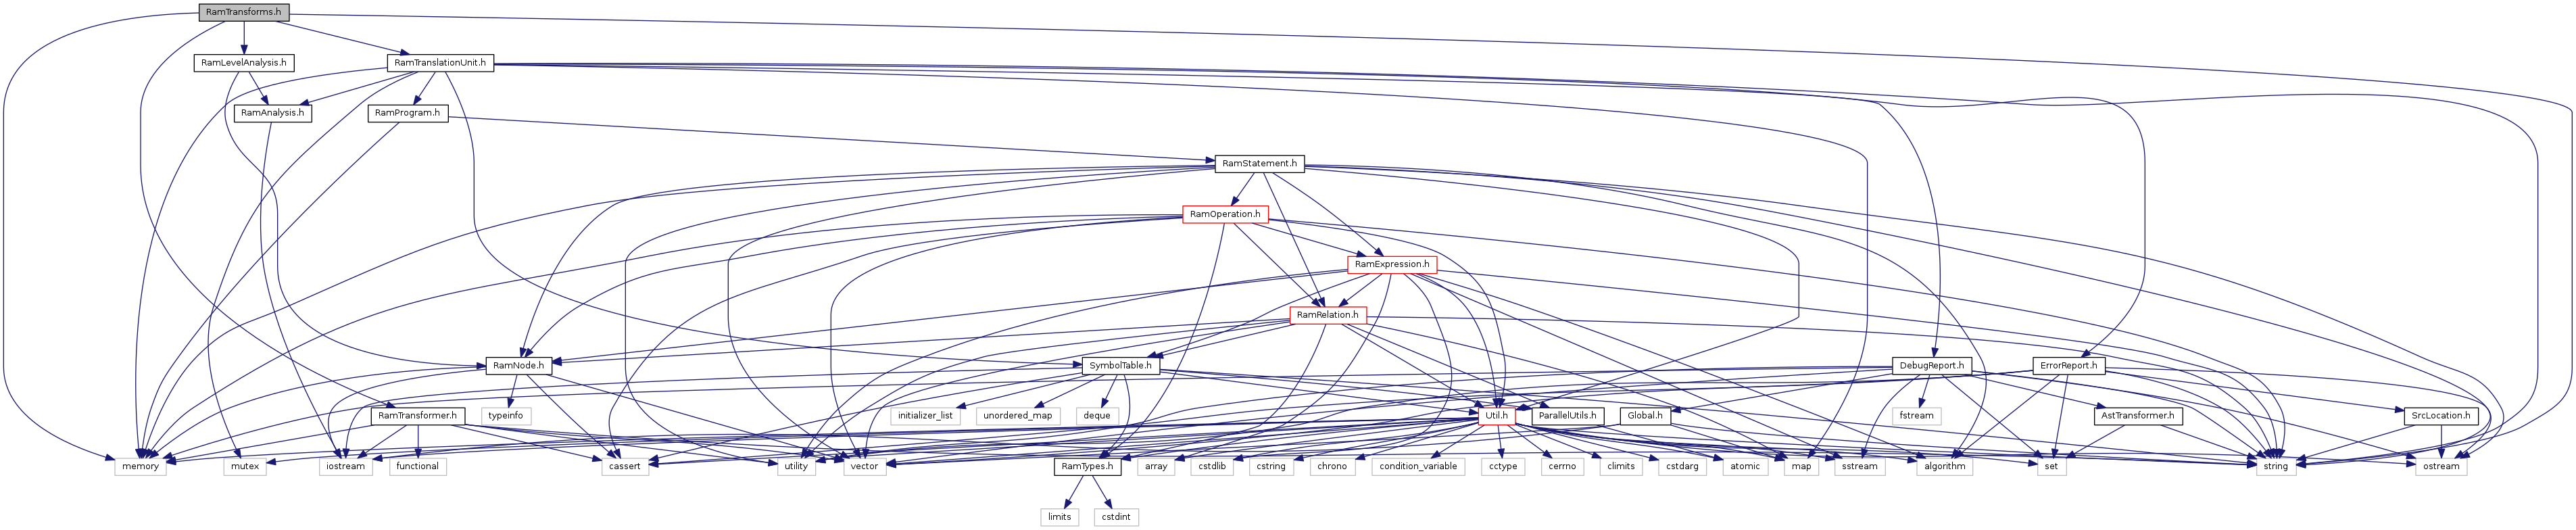 RamTransforms.h
RamLevelAnalysis.h
RamTranslationUnit.h
RamAnalysis.h
RamProgram.h
RamStatement.h
RamOperation.h
RamExpression.h
RamRelation.h
RamNode.h
SymbolTable.h
DebugReport.h
ErrorReport.h
RamTransformer.h
typeinfo
initializer_list
unordered_map
deque
Util.h
ParallelUtils.h
Global.h
fstream
AstTransformer.h
SrcLocation.h
memory
mutex
iostream
functional
cassert
utility
vector
RamTypes.h
array
cstdlib
cstring
chrono
condition_variable
cctype
cerrno
climits
cstdarg
atomic
map
sstream
algorithm
set
string
ostream
limits
cstdint